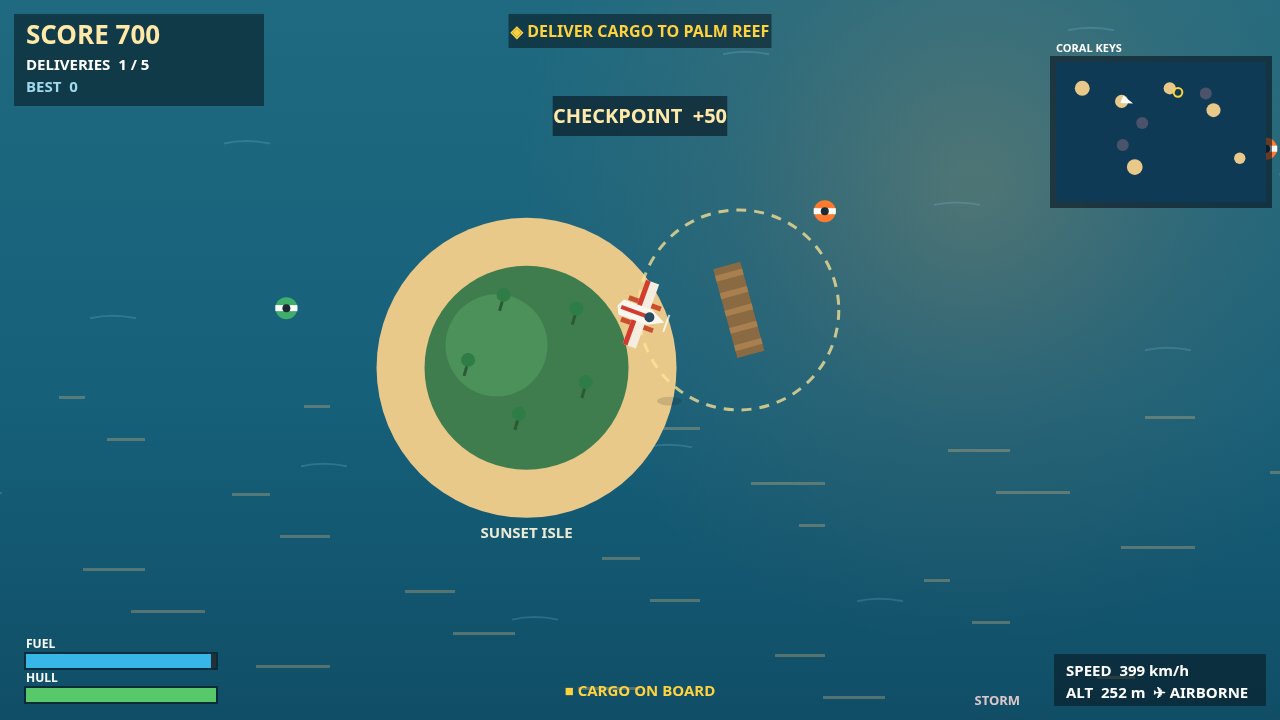 SCORE 700
DELIVERIES 1 / 5
BEST 0
◈ DELIVER CARGO TO PALM REEF
CHECKPOINT +50
CORAL KEYS
SUNSET ISLE
FUEL
HULL
■ CARGO ON BOARD
STORM
SPEED 399 km/h
ALT 252 m ✈ AIRBORNE